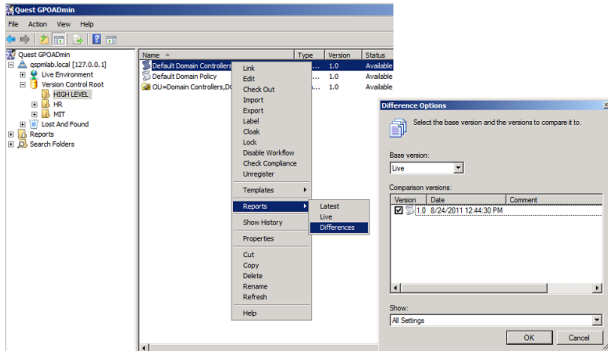 Quest GPOADmin
File Action View Help
Quest GPOADmin
qspmlab.local [127.0.0.1]
Live Environment
Version Control Root
HIGH LEVEL
HR
MIT
Lost And Found
Reports
Search Folders
Name Type Version Status
Default Domain Controllers ... 1.0 Available
Default Domain Policy ... 1.0 Available
OU=Domain Controllers,D ... 1.0 Available
Link
Edit
Check Out
Import
Export
Label
Cloak
Lock
Disable Workflow
Check Compliance
Unregister
Templates
Reports
Show History
Properties
Cut
Copy
Delete
Rename
Refresh
Help
Latest
Live
Differences
Difference Options
Select the base version and the versions to compare it to.
Base version:
Live
Comparison versions:
Version Date Comment
1.0 8/24/2011 12:44:30 PM
Show:
All Settings
OK Cancel